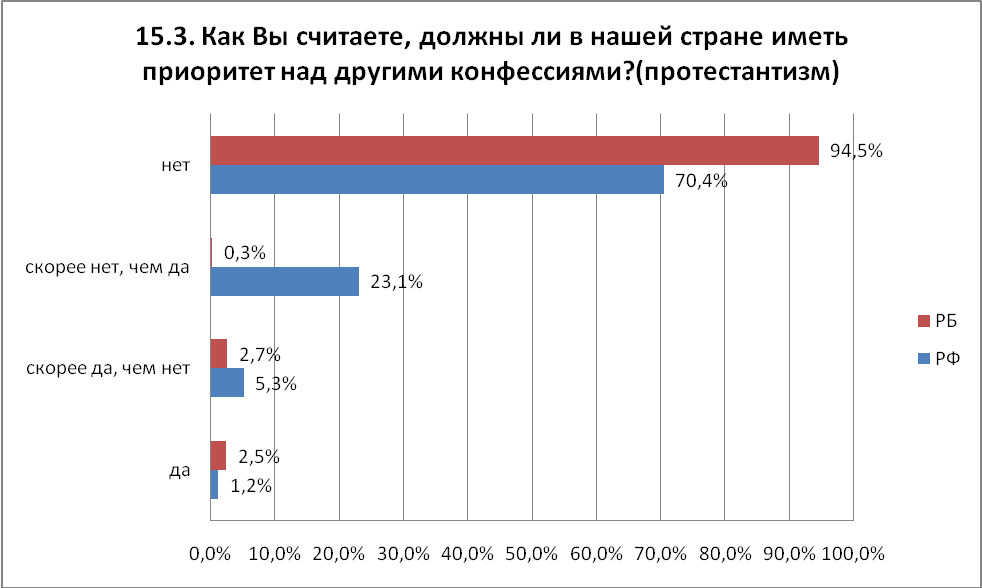 15.3. Как Вы считаете, должны ли в нашей стране иметь
приоритет над другими конфессиями?(протестантизм)
нет
94,5%
70,4%
скорее нет, чем да
0,3%
23,1%
скорее да, чем нет
2,7%
5,3%
да
2,5%
1,2%
РБ
РФ
0,0% 10,0% 20,0% 30,0% 40,0% 50,0% 60,0% 70,0% 80,0% 90,0% 100,0%